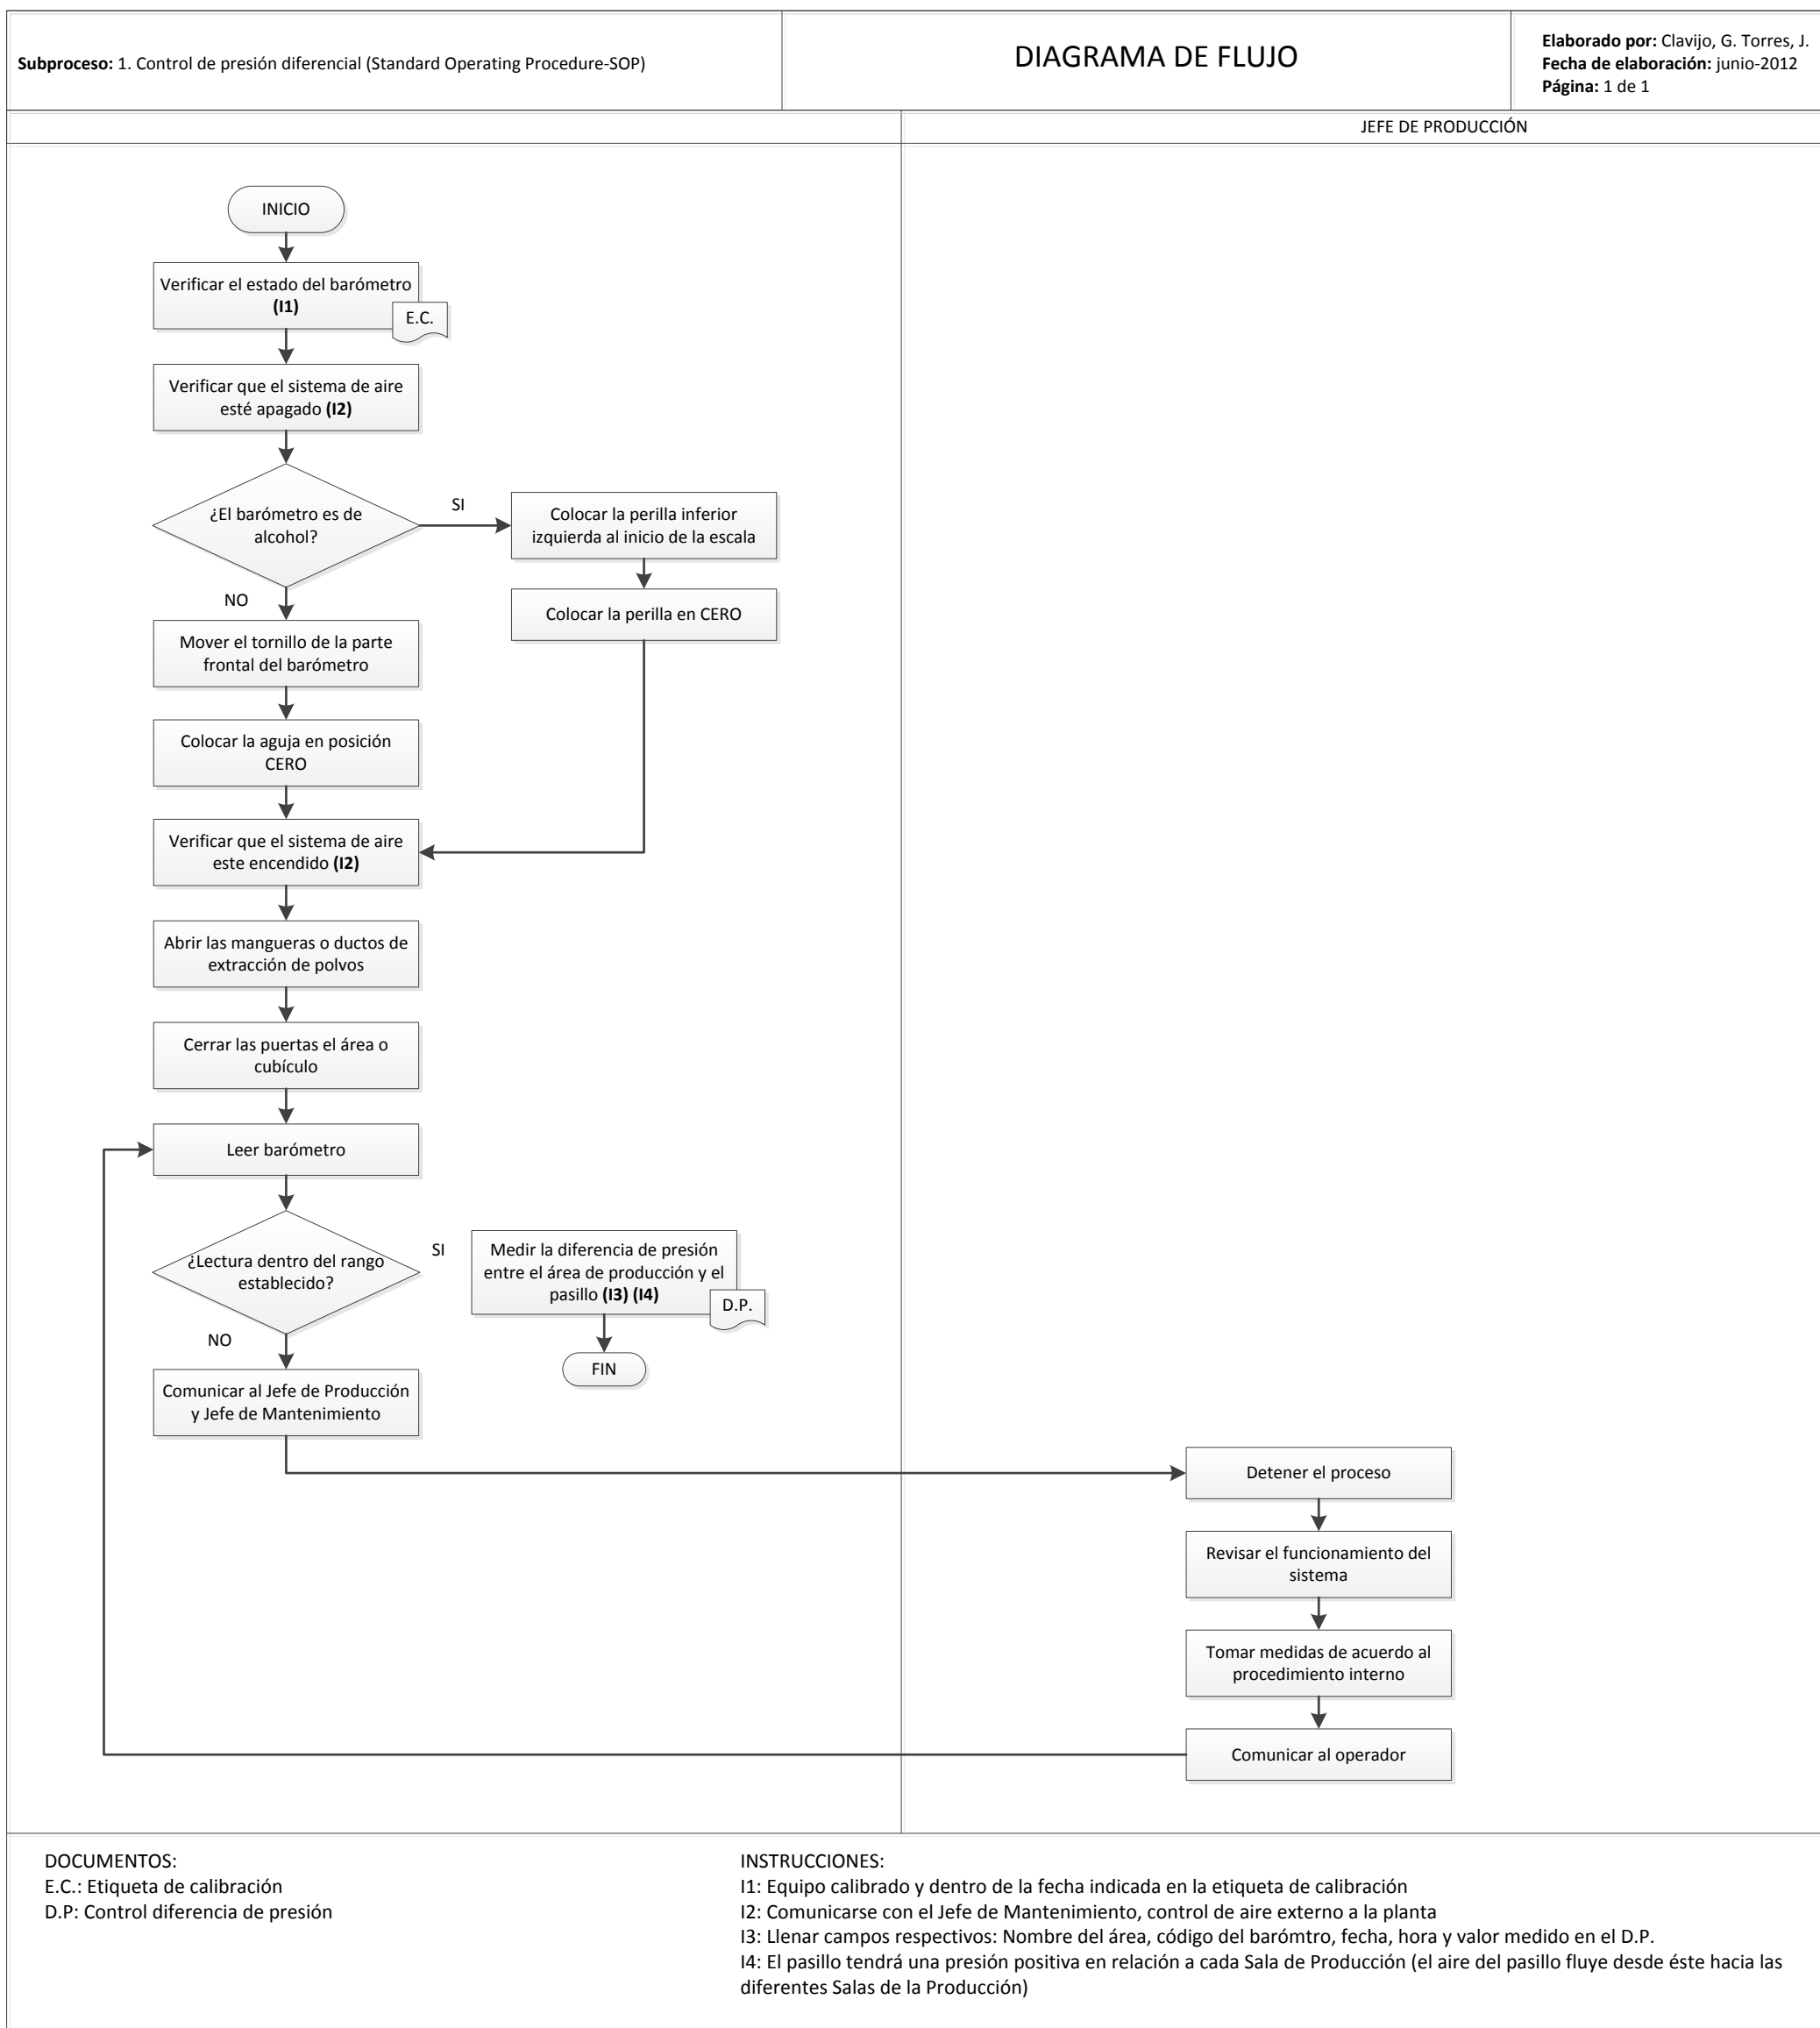 Subproceso: 1. Control de presión diferencial (Standard Operating Procedure-SOP)
DIAGRAMA DE FLUJO
Elaborado por: Clavijo, G. Torres, J.
Fecha de elaboración: junio-2012
Página: 1 de 1
JEFE DE PRODUCCIÓN
INICIO
Verificar el estado del barómetro
(I1)
E.C.
Verificar que el sistema de aire
esté apagado (I2)
¿El barómetro es de
alcohol?
SI
Colocar la perilla inferior
izquierda al inicio de la escala
Colocar la perilla en CERO
NO
Mover el tornillo de la parte
frontal del barómetro
Colocar la aguja en posición
CERO
Verificar que el sistema de aire
este encendido (I2)
Abrir las mangueras o ductos de
extracción de polvos
Cerrar las puertas el área o
cubículo
Leer barómetro
¿Lectura dentro del rango
establecido?
SI
Medir la diferencia de presión
entre el área de producción y el
pasillo (I3) (I4)
D.P.
FIN
NO
Comunicar al Jefe de Producción
y Jefe de Mantenimiento
Detener el proceso
Revisar el funcionamiento del
sistema
Tomar medidas de acuerdo al
procedimiento interno
Comunicar al operador
DOCUMENTOS:
E.C.: Etiqueta de calibración
D.P: Control diferencia de presión
INSTRUCCIONES:
I1: Equipo calibrado y dentro de la fecha indicada en la etiqueta de calibración
I2: Comunicarse con el Jefe de Mantenimiento, control de aire externo a la planta
I3: Llenar campos respectivos: Nombre del área, código del barómtro, fecha, hora y valor medido en el D.P.
I4: El pasillo tendrá una presión positiva en relación a cada Sala de Producción (el aire del pasillo fluye desde éste hacia las
diferentes Salas de la Producción)